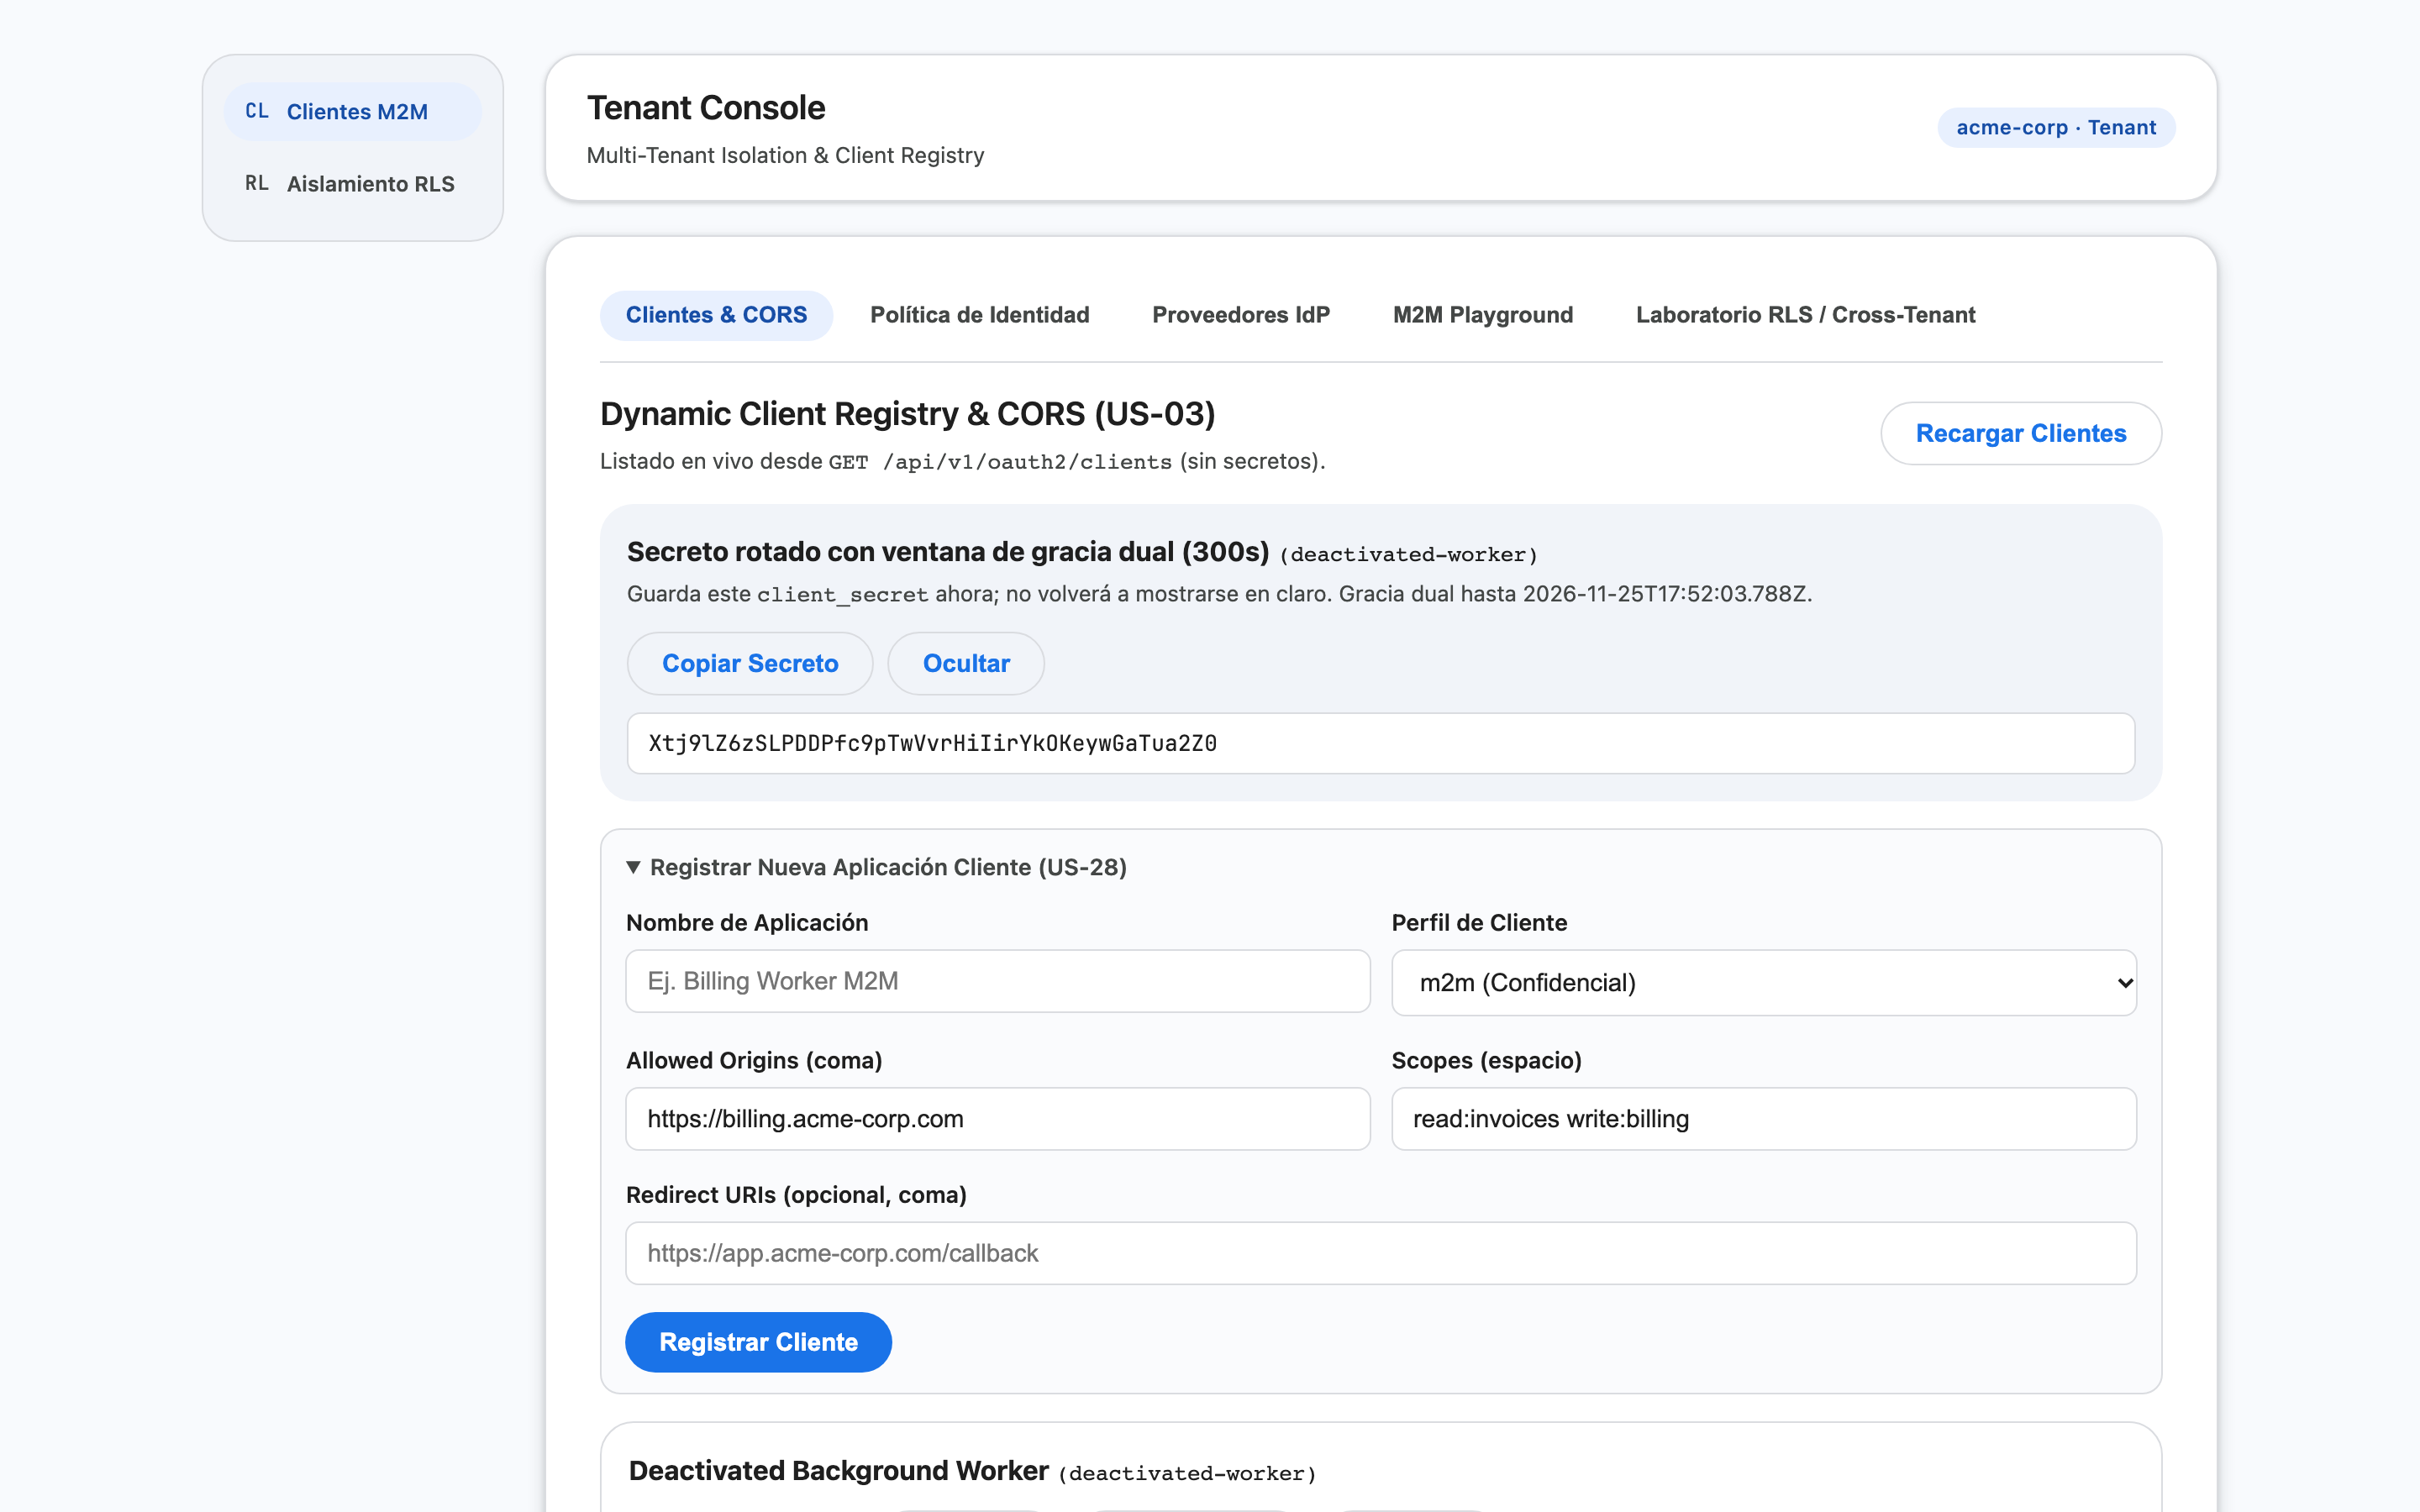 CL Clientes M2M
RL Aislamiento RLS
Tenant Console
Multi-Tenant Isolation & Client Registry
acme-corp · Tenant
Clientes & CORS
Política de Identidad
Proveedores IdP
M2M Playground
Laboratorio RLS / Cross-Tenant
Dynamic Client Registry & CORS (US-03)
Listado en vivo desde GET /api/v1/oauth2/clients (sin secretos).
Recargar Clientes
Secreto rotado con ventana de gracia dual (300s) (deactivated-worker)
Guarda este client_secret ahora; no volverá a mostrarse en claro. Gracia dual hasta 2026-11-25T17:52:03.788Z.
Copiar Secreto
Ocultar
Xtj9lZ6zSLPDDPfc9pTwVvrHiIirYkOKeywGaTua2Z0
▼ Registrar Nueva Aplicación Cliente (US-28)
Nombre de Aplicación
Ej. Billing Worker M2M
Perfil de Cliente
m2m (Confidencial)
Allowed Origins (coma)
https://billing.acme-corp.com
Scopes (espacio)
read:invoices write:billing
Redirect URIs (opcional, coma)
https://app.acme-corp.com/callback
Registrar Cliente
Deactivated Background Worker (deactivated-worker)